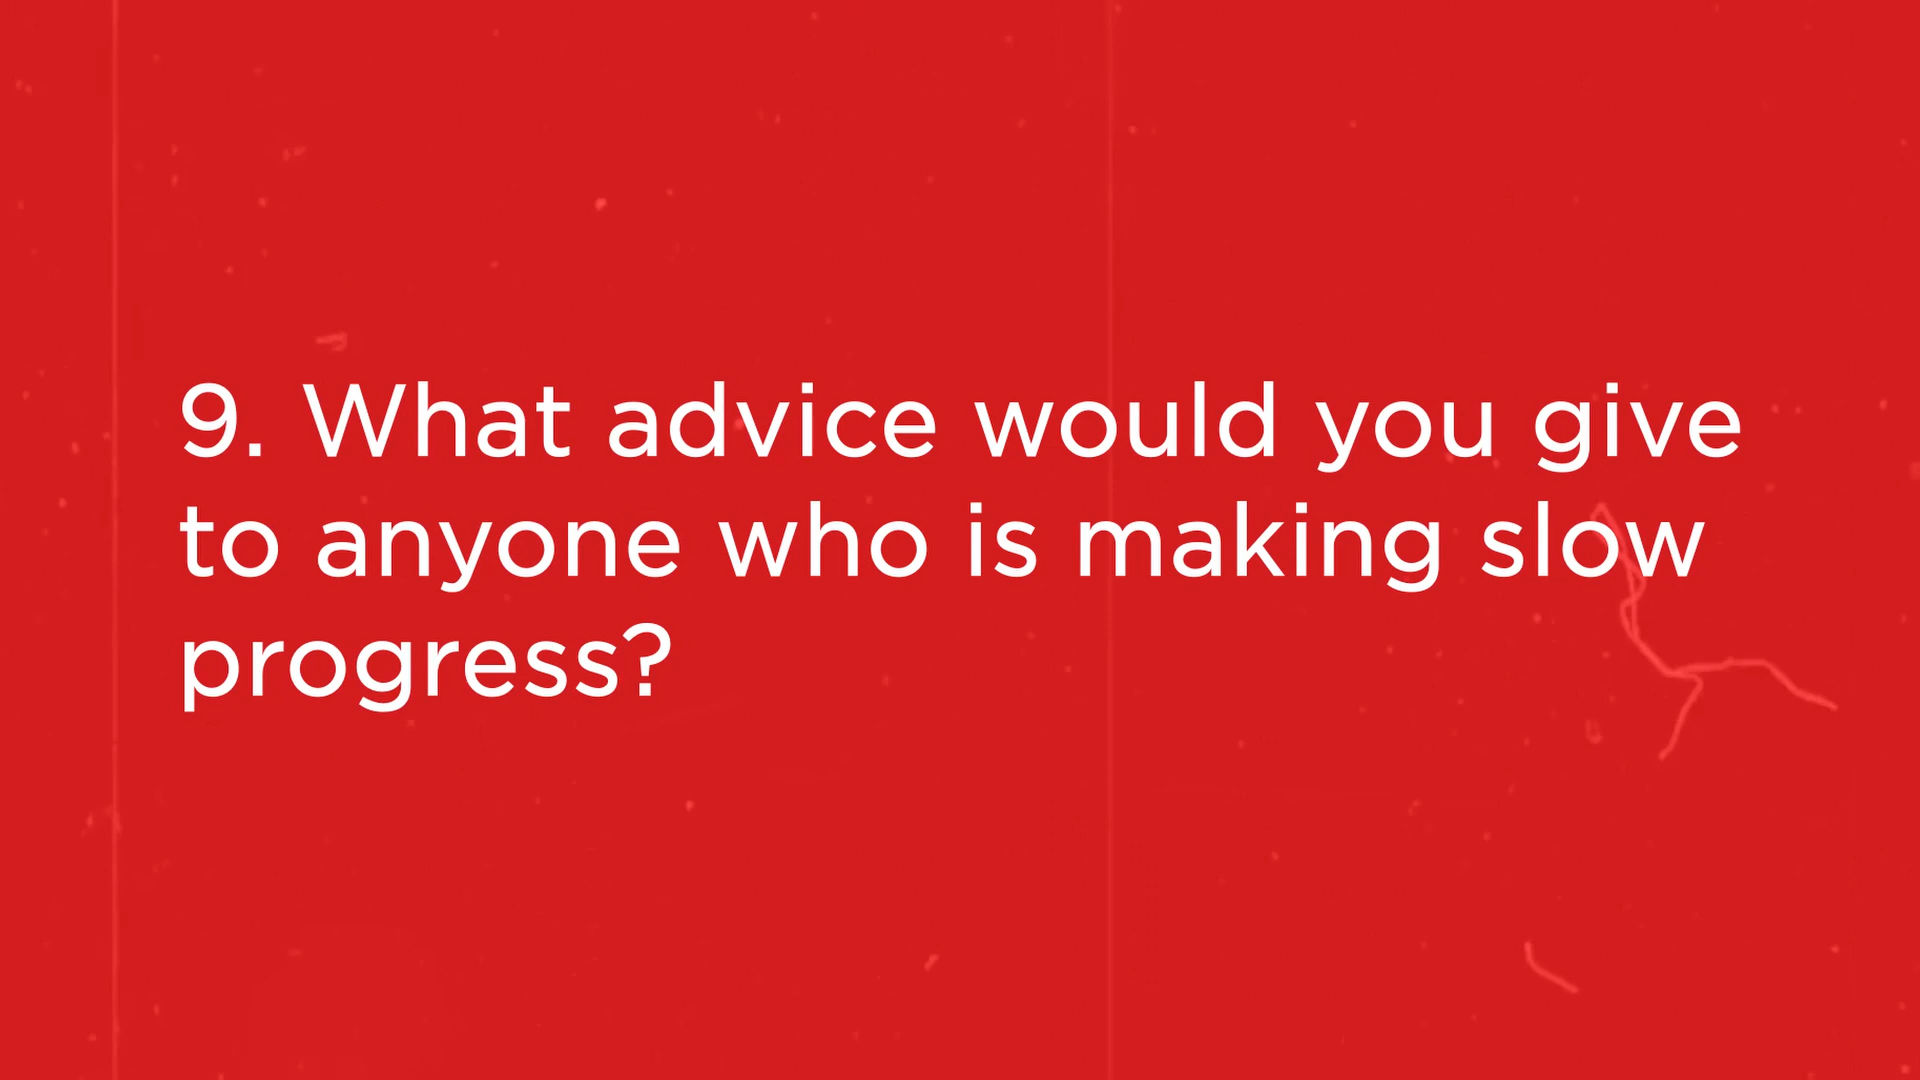 9. What advice would you give
to anyone who is making slow
progress?